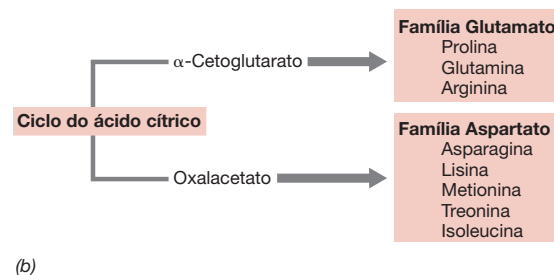 Família Glutamato
Prolina
Glutamina
Arginina
α-Cetoglutarato
Ciclo do ácido cítrico
Família Aspartato
Asparagina
Lisina
Metionina
Treonina
Isoleucina
Oxalacetato
(b)